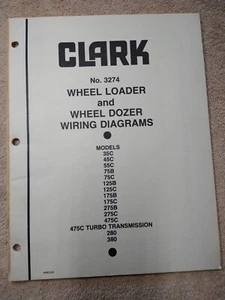 CLARK
No. 3274
WHEEL LOADER
and
WHEEL DOZER
WIRING DIAGRAMS
MODELS
35C
45C
55C
75B
75C
125B
125C
175B
175C
275B
275C
475C
475C TURBO TRANSMISSION
280
380